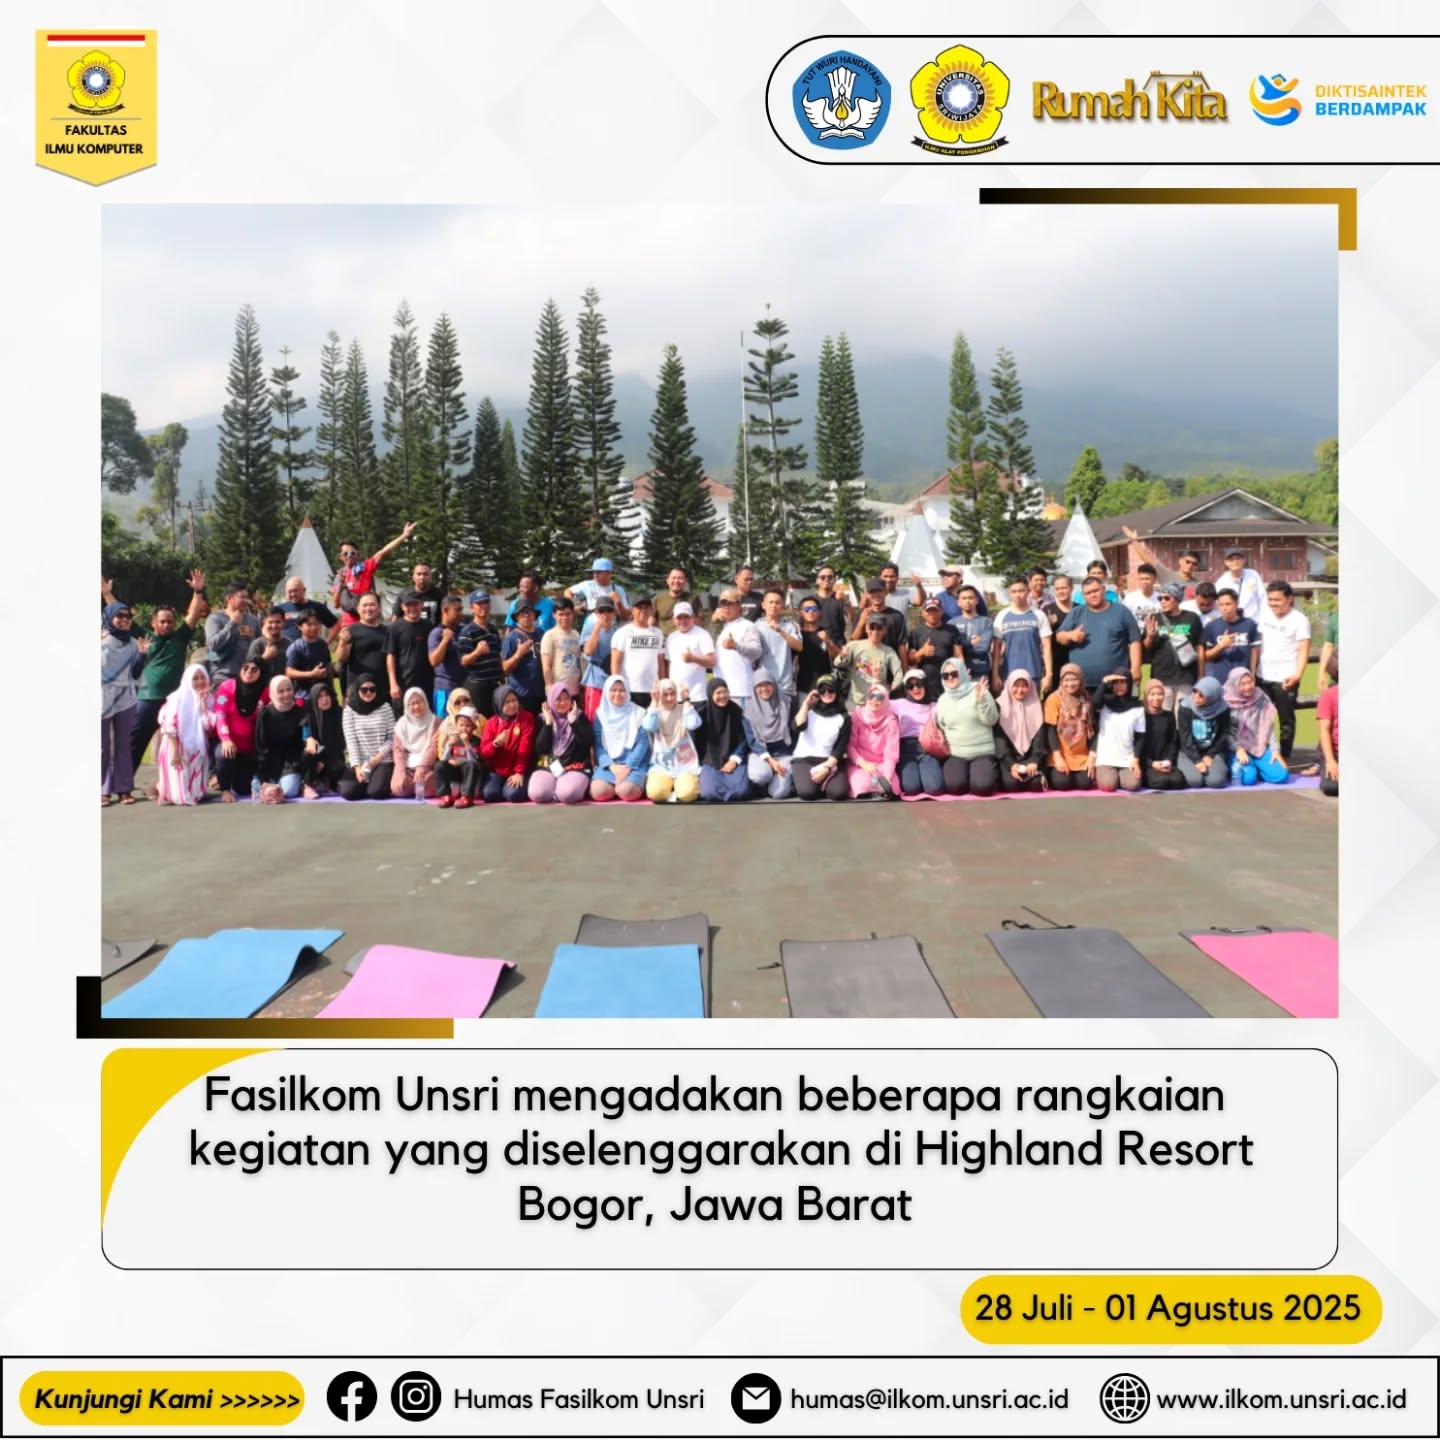 FAKULTAS
ILMU KOMPUTER
TUT WURI HANDAYANI
UNIVERSITAS
SRIWIJAYA
ILMU ALAT PENGABDIAN
Rumah Kita
DIKTISAINTEK
BERDAMPAK
Fasilkom Unsri mengadakan beberapa rangkaian
kegiatan yang diselenggarakan di Highland Resort
Bogor, Jawa Barat
28 Juli - 01 Agustus 2025
Kunjungi Kami >>>>>>
Humas Fasilkom Unsri
humas@ilkom.unsri.ac.id
www.ilkom.unsri.ac.id